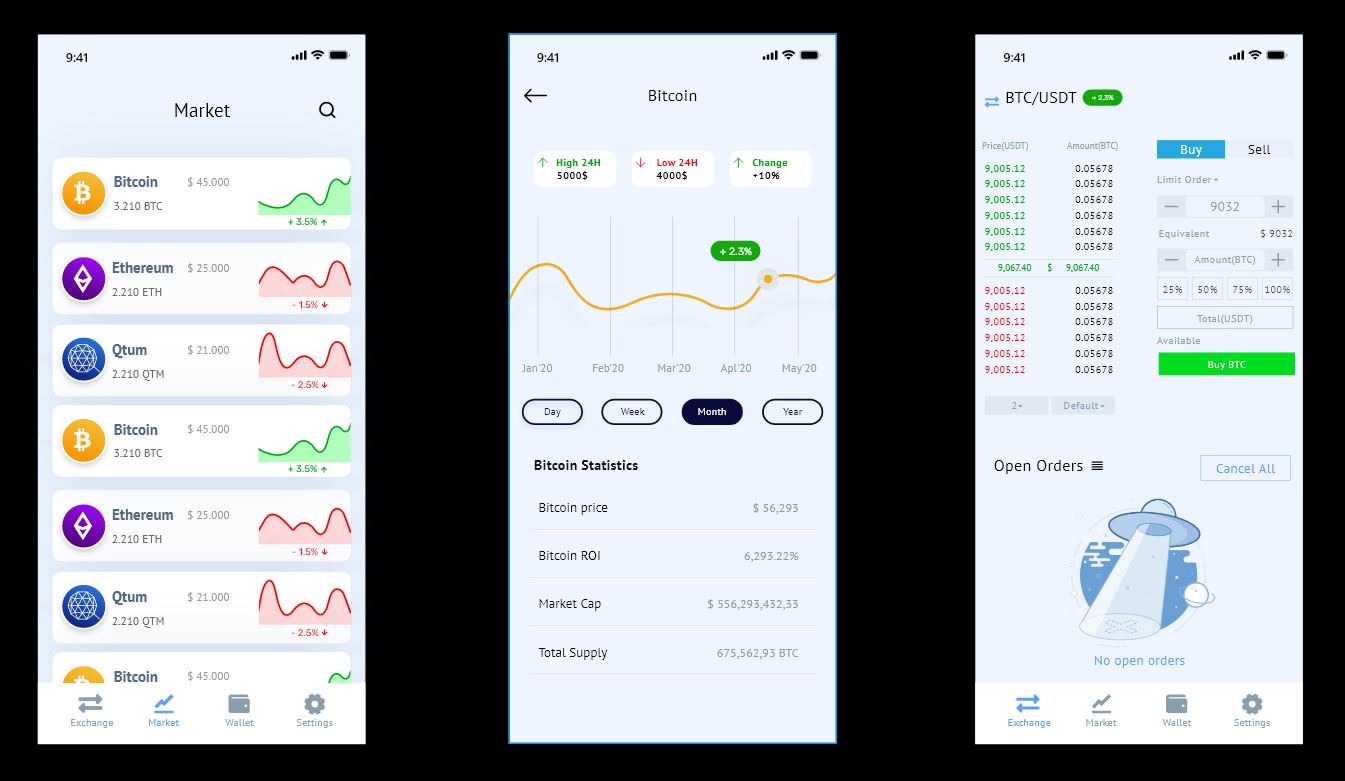 9:41
Market
Bitcoin $ 45.000
3.210 BTC
+ 3.5% ↑
Ethereum $ 25.000
2.210 ETH
- 1.5% ↓
Qtum $ 21.000
2.210 QTM
- 2.5% ↓
Bitcoin $ 45.000
3.210 BTC
+ 3.5% ↑
Ethereum $ 25.000
2.210 ETH
- 1.5% ↓
Qtum $ 21.000
2.210 QTM
- 2.5% ↓
Bitcoin $ 45.000
Exchange Market Wallet Settings
9:41
Bitcoin
High 24H
5000$
Low 24H
4000$
Change
+10%
+ 2.3%
Jan'20 Feb'20 Mar'20 Apl'20 May'20
Day Week Month Year
Bitcoin Statistics
Bitcoin price $ 56,293
Bitcoin ROI 6,293.22%
Market Cap $ 556,293,432,33
Total Supply 675,562,93 BTC
9:41
BTC/USDT + 2.3%
Price(USDT) Amount(BTC)
9,005.12 0.05678
9,005.12 0.05678
9,005.12 0.05678
9,005.12 0.05678
9,005.12 0.05678
9,005.12 0.05678
9,067.40 $ 9,067.40
9,005.12 0.05678
9,005.12 0.05678
9,005.12 0.05678
9,005.12 0.05678
9,005.12 0.05678
9,005.12 0.05678
2 Default
Buy Sell
Limit Order
— 9032 +
Equivalent $ 9032
— Amount(BTC) +
25% 50% 75% 100%
Total(USDT)
Available
Buy BTC
Open Orders
Cancel All
No open orders
Exchange Market Wallet Settings